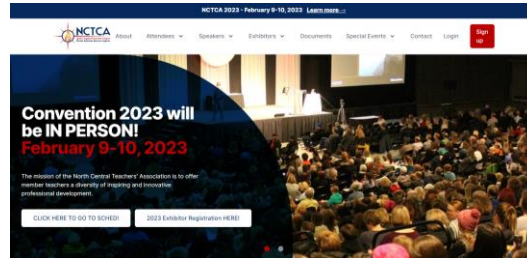 NCTCA 2023 - February 9-10, 2023 Learn more →
NCTCA
About
Attendees
Speakers
Exhibitors
Documents
Special Events
Contact
Login
Sign up
Convention 2023 will
be IN PERSON!
February 9-10, 2023
The mission of the North Central Teachers' Association is to offer
member teachers a diversity of inspiring and innovative
professional development.
CLICK HERE TO GO TO SCHED!
2023 Exhibitor Registration HERE!